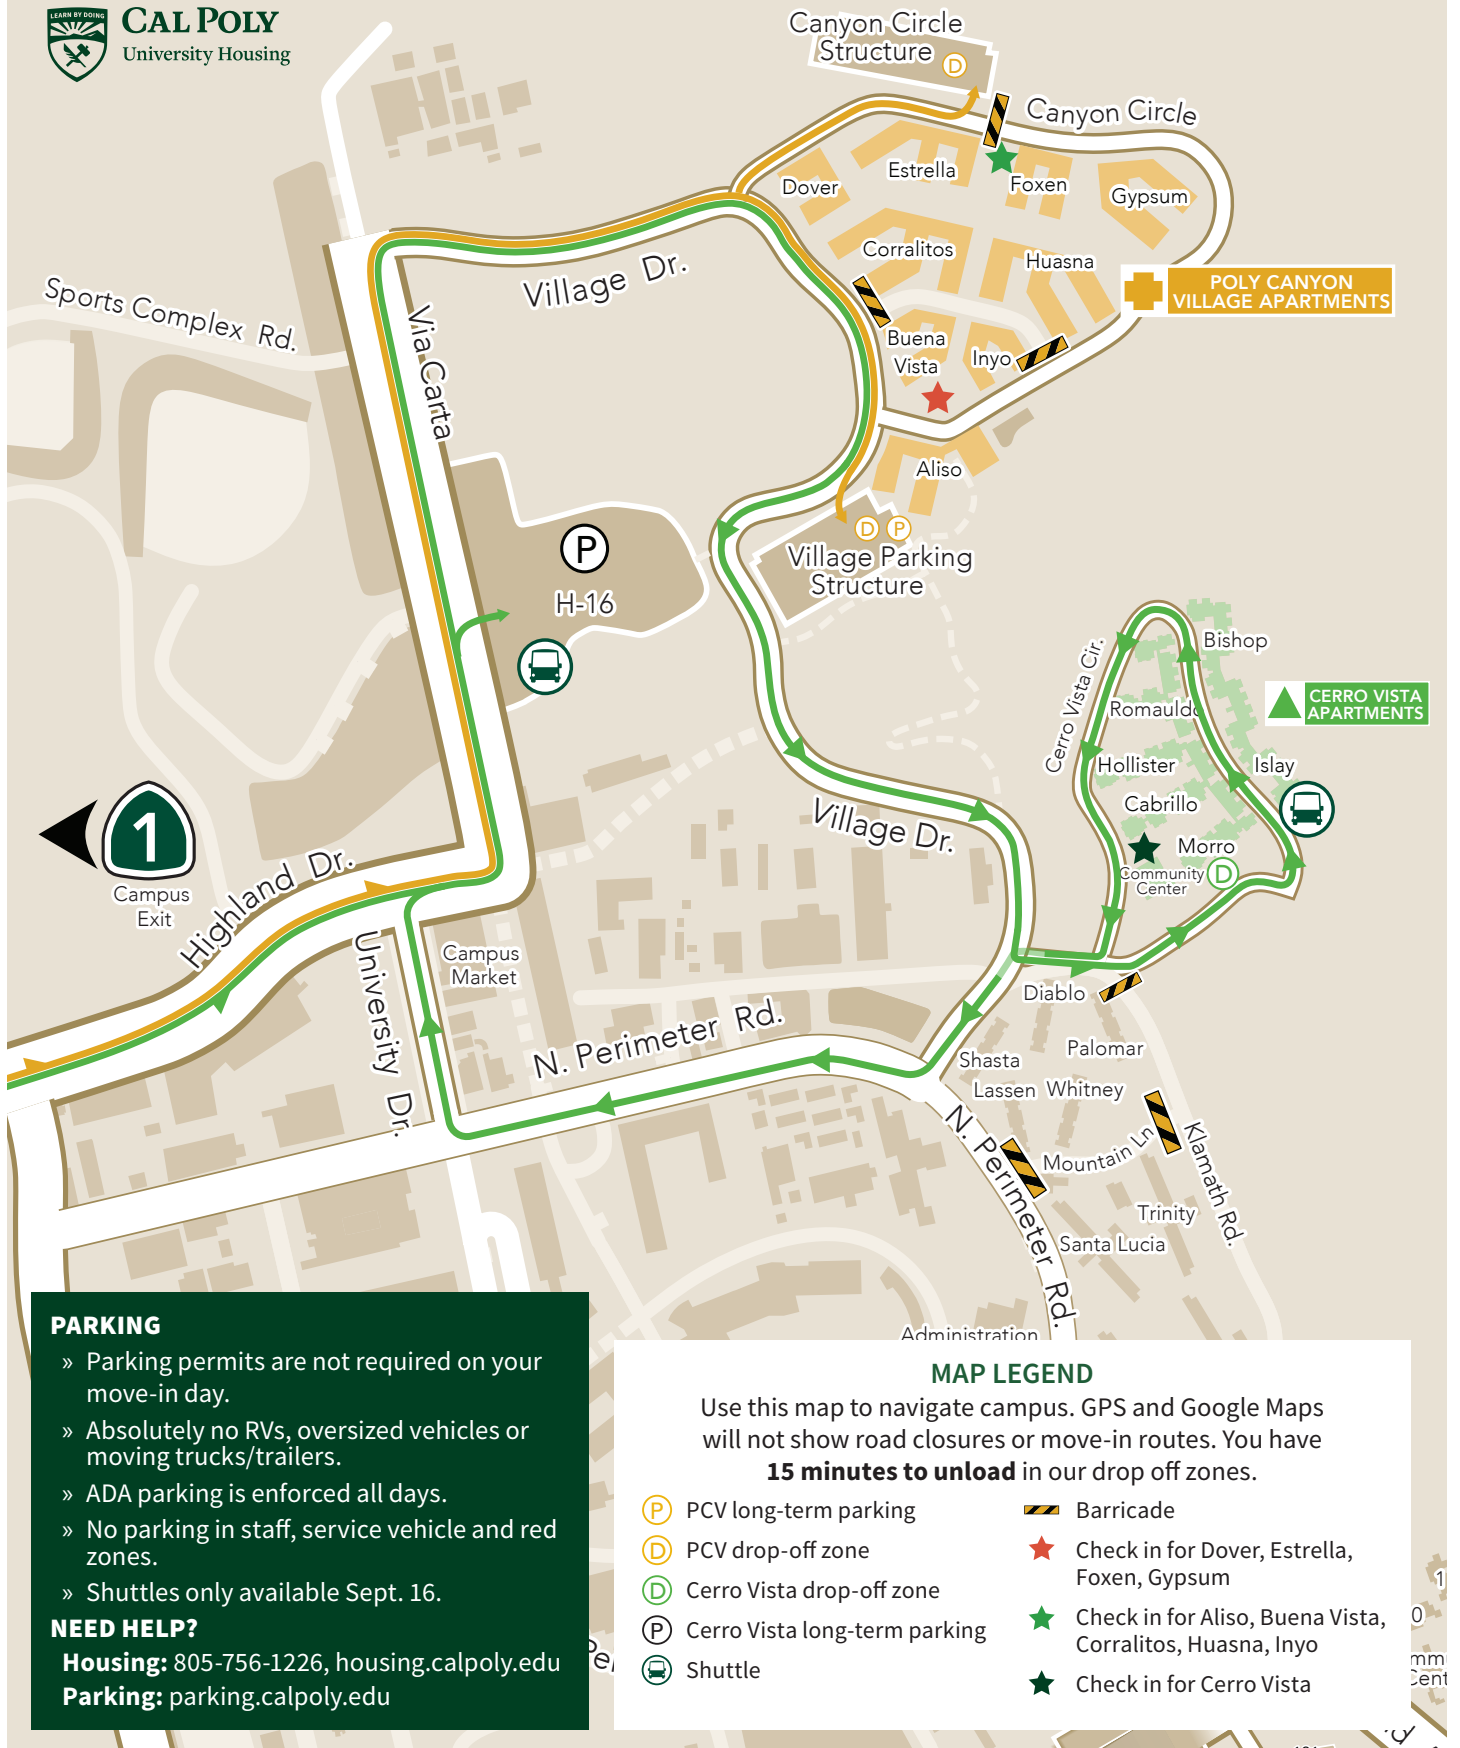 LEARN BY DOING
CAL POLY
University Housing
Canyon Circle
Structure
D
Canyon Circle
Estrella
Dover
Foxen
Gypsum
Corralitos
Huasna
POLY CANYON
VILLAGE APARTMENTS
Village Dr.
Sports Complex Rd.
Via Carta
Buena
Vista
Inyo
Aliso
D P
Village Parking
Structure
P
H-16
Bishop
Cerro Vista Cir.
Romauldo
CERRO VISTA
APARTMENTS
Hollister
Islay
Cabrillo
Morro
Community
Center
D
Village Dr.
1
Campus
Exit
Highland Dr.
University Dr.
Campus
Market
N. Perimeter Rd.
Diablo
Shasta
Palomar
Lassen
Whitney
N. Perimeter Rd.
Mountain Ln
Klamath Rd.
Trinity
Santa Lucia
Administration
PARKING
» Parking permits are not required on your
move-in day.
» Absolutely no RVs, oversized vehicles or
moving trucks/trailers.
» ADA parking is enforced all days.
» No parking in staff, service vehicle and red
zones.
» Shuttles only available Sept. 16.
NEED HELP?
Housing: 805-756-1226, housing.calpoly.edu
Parking: parking.calpoly.edu
MAP LEGEND
Use this map to navigate campus. GPS and Google Maps
will not show road closures or move-in routes. You have
15 minutes to unload in our drop off zones.
P PCV long-term parking
D PCV drop-off zone
D Cerro Vista drop-off zone
P Cerro Vista long-term parking
Shuttle
Barricade
Check in for Dover, Estrella,
Foxen, Gypsum
Check in for Aliso, Buena Vista,
Corralitos, Huasna, Inyo
Check in for Cerro Vista